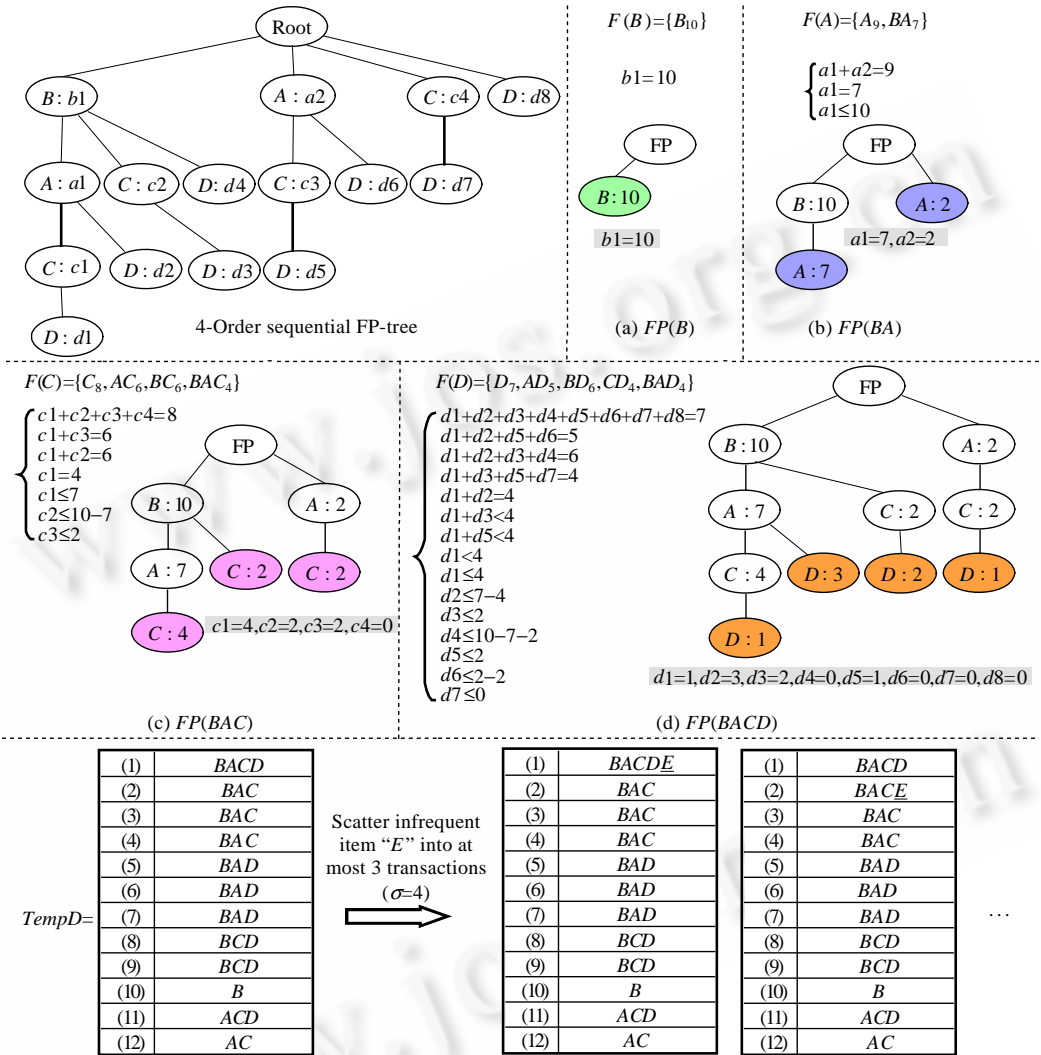 Root
B: b1
A: a2
C: c4
D: d8
A: a1
C: c2
D: d4
C: c3
D: d6
D: d7
C: c1
D: d2
D: d3
D: d5
D: d1
4-Order sequential FP-tree
F(B)={B₁₀}
b1=10
FP
B:10
b1=10
(a) FP(B)
F(A)={A₉,BA₇}
a1+a2=9
a1=7
a1≤10
FP
B:10
A:2
a1=7,a2=2
A:7
(b) FP(BA)
F(C)={C₈,AC₆,BC₆,BAC₄}
c1+c2+c3+c4=8
c1+c3=6
c1+c2=6
c1=4
c1≤7
c2≤10−7
c3≤2
FP
B:10
A:2
A:7
C:2
C:2
C:4
c1=4,c2=2,c3=2,c4=0
(c) FP(BAC)
F(D)={D₇,AD₅,BD₆,CD₄,BAD₄}
d1+d2+d3+d4+d5+d6+d7+d8=7
d1+d2+d5+d6=5
d1+d2+d3+d4=6
d1+d3+d5+d7=4
d1+d2=4
d1+d3<4
d1+d5<4
d1<4
d1≤4
d2≤7−4
d3≤2
d4≤10−7−2
d5≤2
d6≤2−2
d7≤0
FP
B:10
A:2
A:7
C:2
C:2
C:4
D:3
D:2
D:1
D:1
d1=1,d2=3,d3=2,d4=0,d5=1,d6=0,d7=0,d8=0
(d) FP(BACD)
TempD=
(1) BACD
(2) BAC
(3) BAC
(4) BAC
(5) BAD
(6) BAD
(7) BAD
(8) BCD
(9) BCD
(10) B
(11) ACD
(12) AC
Scatter infrequent
item “E” into at
most 3 transactions
(σ=4)
(1) BACDE
(2) BAC
(3) BAC
(4) BAC
(5) BAD
(6) BAD
(7) BAD
(8) BCD
(9) BCD
(10) B
(11) ACD
(12) AC
(1) BACD
(2) BACE
(3) BAC
(4) BAC
(5) BAD
(6) BAD
(7) BAD
(8) BCD
(9) BCD
(10) B
(11) ACD
(12) AC
…
www.jos.org.cn